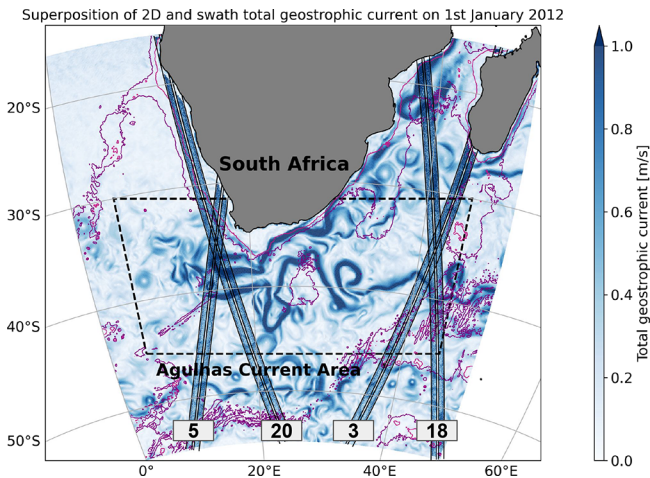 Superposition of 2D and swath total geostrophic current on 1st January 2012
1.0
0.8
0.6
0.4
0.2
0.0
Total geostrophic current [m/s]
20°S
30°S
40°S
50°S
South Africa
Agulhas Current Area
5
20
3
18
0°
20°E
40°E
60°E